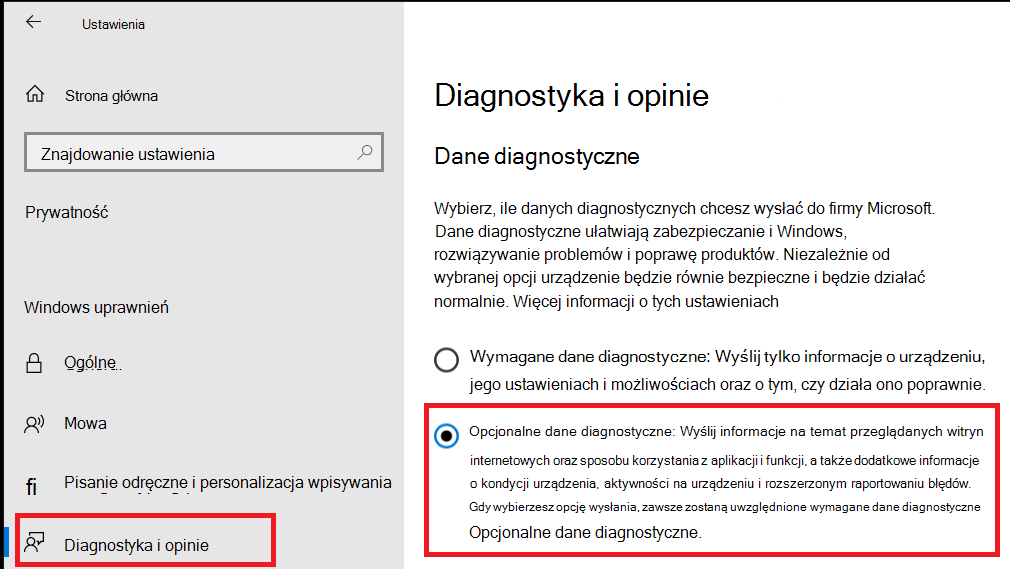 Ustawienia
Strona główna
Znajdowanie ustawienia
Prywatność
Windows uprawnień
Ogólne.
Mowa
Pisanie odręczne i personalizacja wpisywania
Diagnostyka i opinie
Diagnostyka i opinie
Dane diagnostyczne
Wybierz, ile danych diagnostycznych chcesz wysłać do firmy Microsoft.
Dane diagnostyczne ułatwiają zabezpieczanie i Windows,
rozwiązywanie problemów i poprawę produktów. Niezależnie od
wybranej opcji urządzenie będzie równie bezpieczne i będzie działać
normalnie. Więcej informacji o tych ustawieniach
Wymagane dane diagnostyczne: Wyślij tylko informacje o urządzeniu,
jego ustawieniach i możliwościach oraz o tym, czy działa ono poprawnie.
Opcjonalne dane diagnostyczne: Wyślij informacje na temat przeglądanych witryn
internetowych oraz sposobu korzystania z aplikacji i funkcji, a także dodatkowe informacje
o kondycji urządzenia, aktywności na urządzeniu i rozszerzonym raportowaniu błędów.
Gdy wybierzesz opcję wysłania, zawsze zostaną uwzględnione wymagane dane diagnostyczne
Opcjonalne dane diagnostyczne.